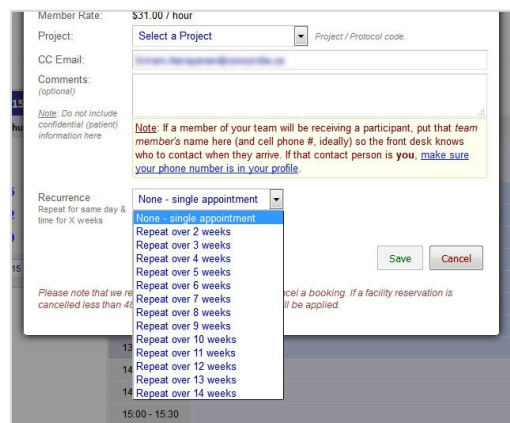 Member Rate: $31.00 / hour
Project: Select a Project Project / Protocol code.
CC Email:
Comments:
(optional)
Note: Do not include
confidential (patient)
information here
Note: If a member of your team will be receiving a participant, put that team
member's name here (and cell phone #, ideally) so the front desk knows
who to contact when they arrive. If that contact person is you, make sure
your phone number is in your profile.
Recurrence
Repeat for same day &
time for X weeks
None - single appointment
None - single appointment
Repeat over 2 weeks
Repeat over 3 weeks
Repeat over 4 weeks
Repeat over 5 weeks
Repeat over 6 weeks
Repeat over 7 weeks
Repeat over 8 weeks
Repeat over 9 weeks
Repeat over 10 weeks
Repeat over 11 weeks
Repeat over 12 weeks
Repeat over 13 weeks
Repeat over 14 weeks
Save Cancel
Please note that we cel a booking. If a facility reservation is
cancelled less than be applied.
15:00 - 15:30